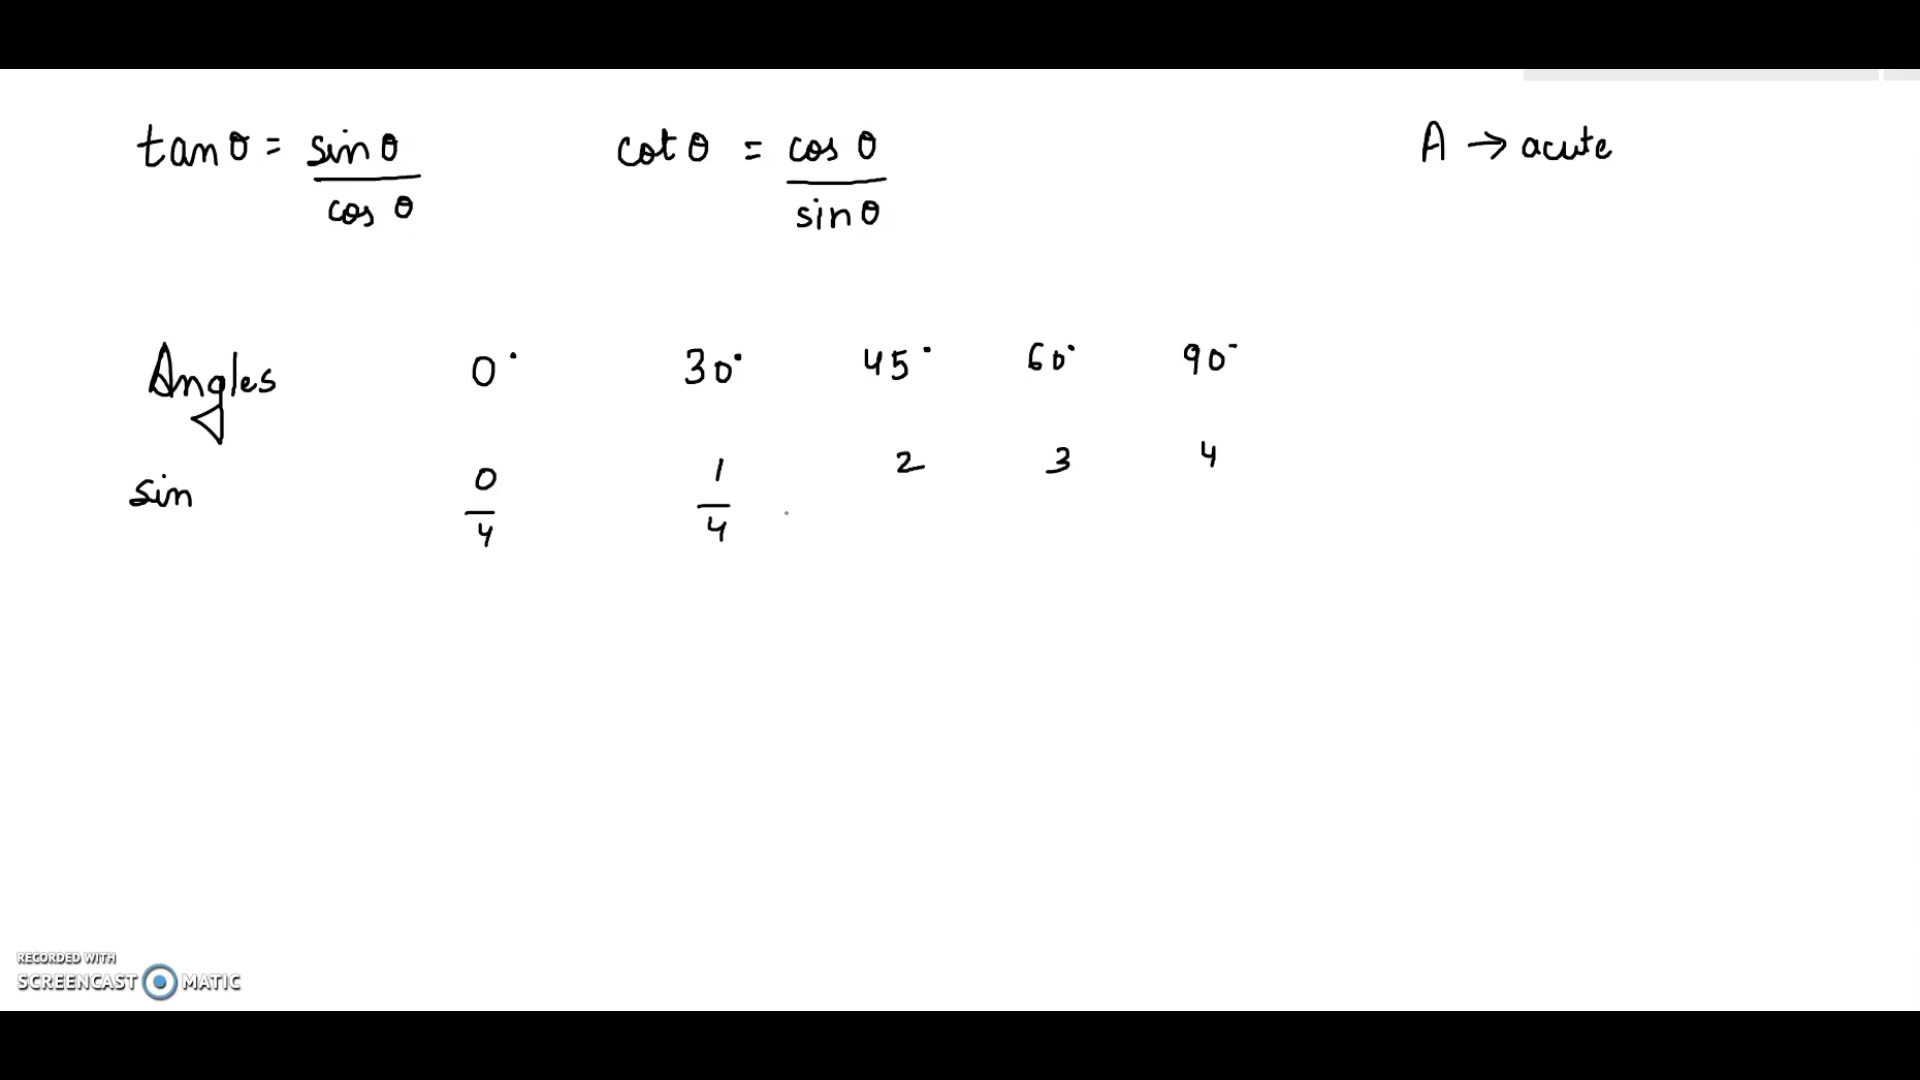 tanθ = sinθ/cosθ cotθ = cosθ/sinθ A → acute
Angles 0° 30° 45° 60° 90°
sin 0/4 1/4 2 3 4
RECORDED WITH
SCREENCAST MATIC